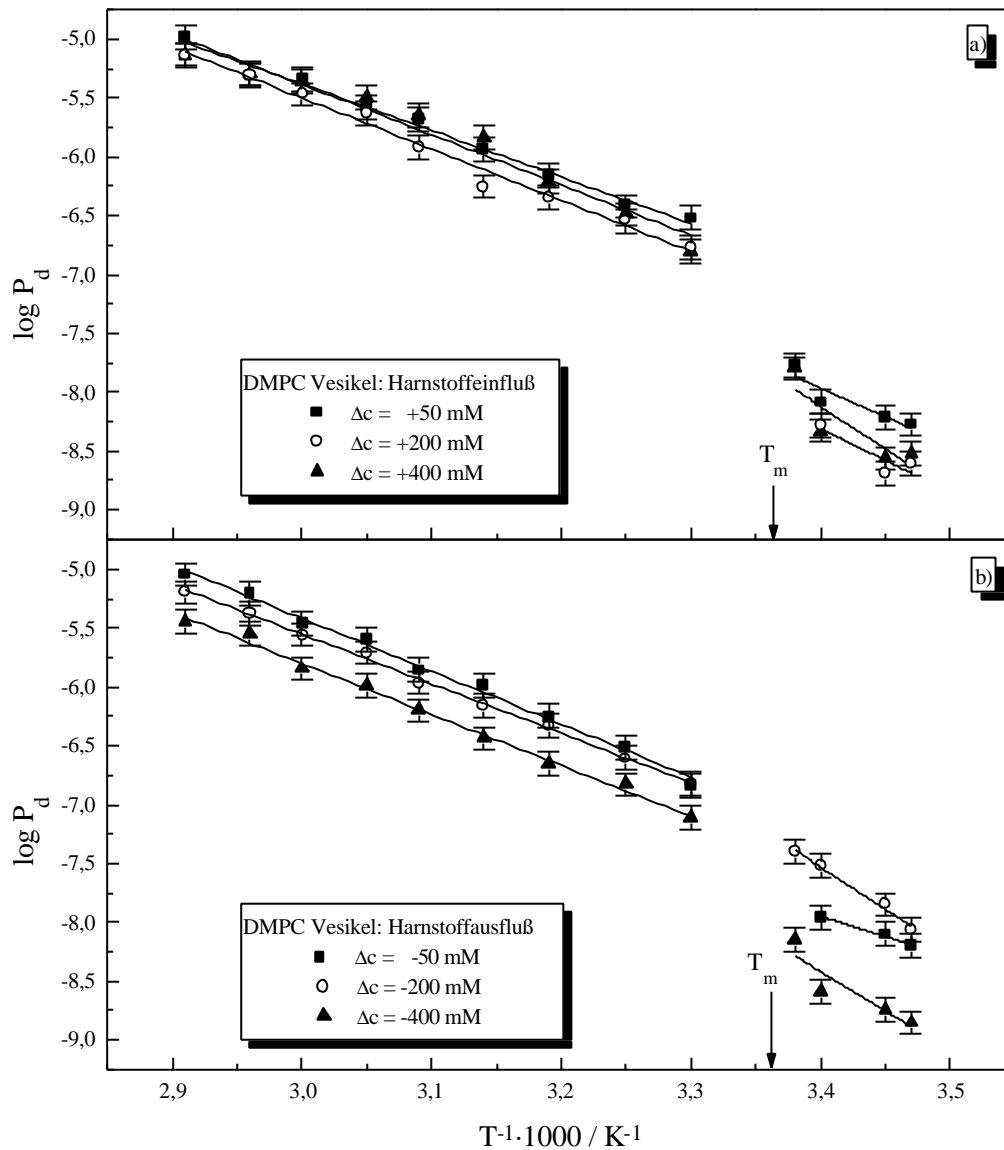 a)
-5,0
-5,5
-6,0
-6,5
-7,0
-7,5
-8,0
-8,5
-9,0
log P_d
DMPC Vesikel: Harnstoffeinfluß
Δc = +50 mM
Δc = +200 mM
Δc = +400 mM
T_m
b)
-5,0
-5,5
-6,0
-6,5
-7,0
-7,5
-8,0
-8,5
-9,0
log P_d
DMPC Vesikel: Harnstoffausfluß
Δc = -50 mM
Δc = -200 mM
Δc = -400 mM
T_m
2,9 3,0 3,1 3,2 3,3 3,4 3,5
T⁻¹·1000 / K⁻¹